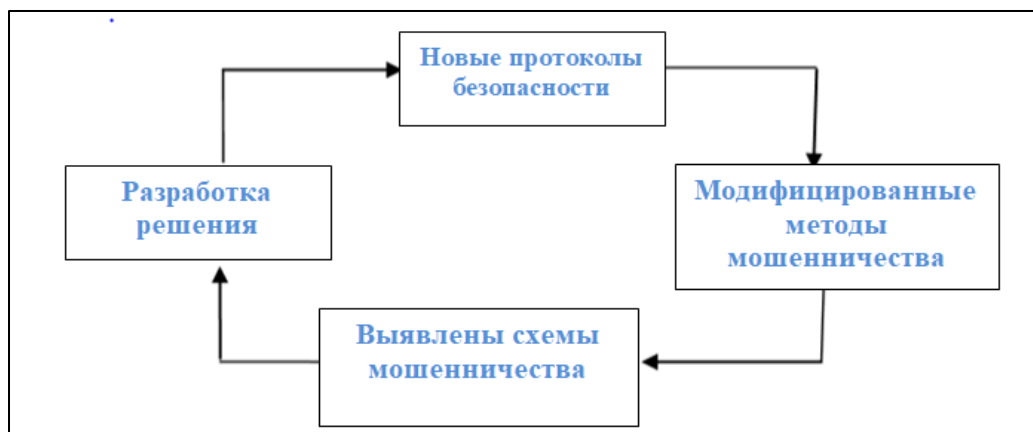 Новые протоколы
безопасности
Разработка
решения
Модифицированные
методы
мошенничества
Выявлены схемы
мошенничества